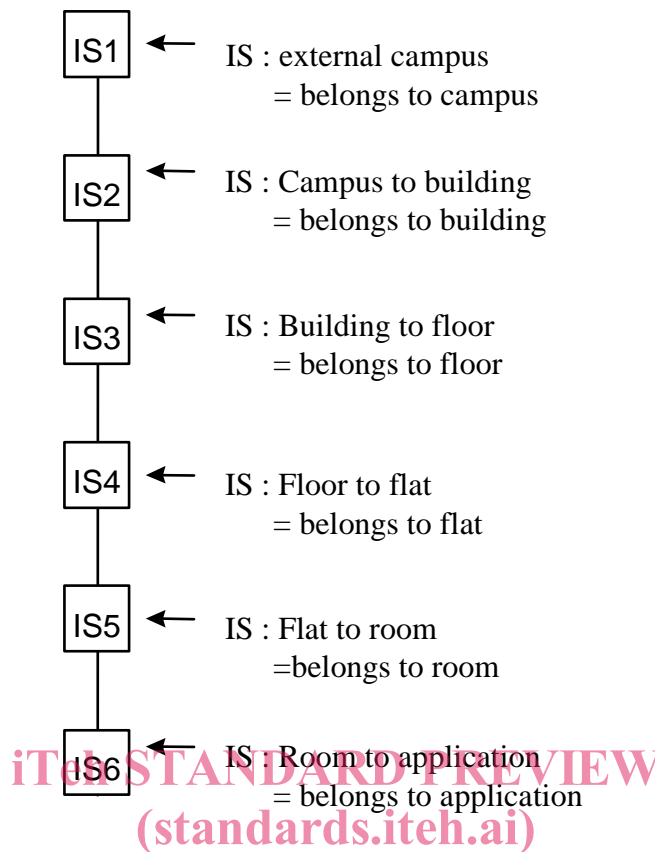 IS1
IS : external campus
= belongs to campus
IS2
IS : Campus to building
= belongs to building
IS3
IS : Building to floor
= belongs to floor
IS4
IS : Floor to flat
= belongs to flat
IS5
IS : Flat to room
=belongs to room
IS6
IS : Room to application
= belongs to application
iTeh STANDARD PREVIEW
(standards.iteh.ai)